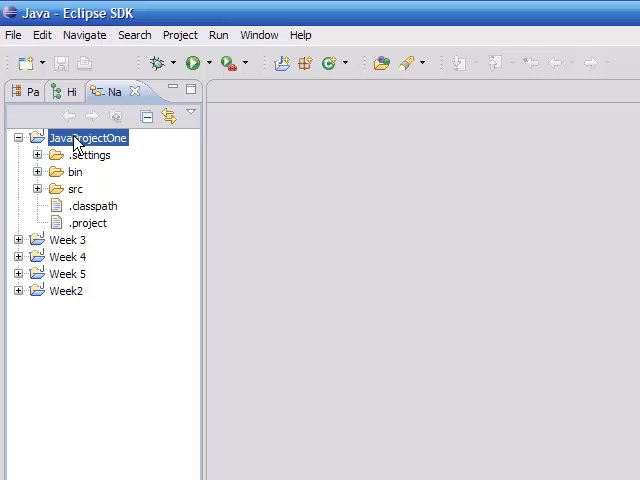 Java - Eclipse SDK
File Edit Navigate Search Project Run Window Help
Pa Hi Na
JavaProjectOne
.settings
bin
src
.classpath
.project
Week 3
Week 4
Week 5
Week2